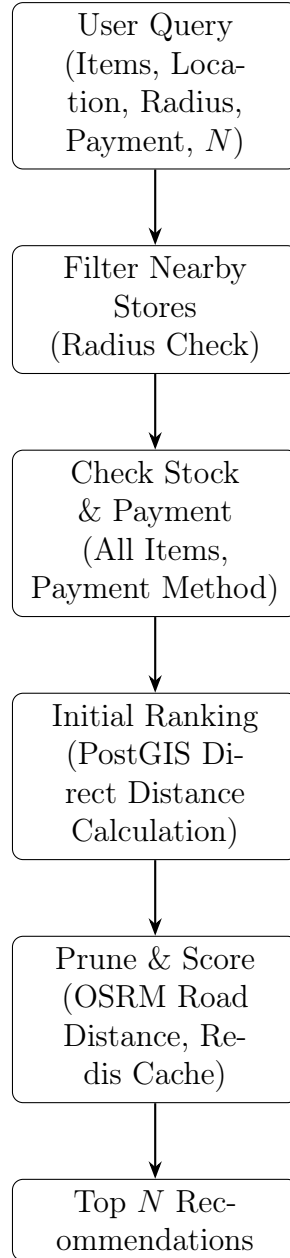 User Query
(Items, Loca-
tion, Radius,
Payment, N)
Filter Nearby
Stores
(Radius Check)
Check Stock
& Payment
(All Items,
Payment Method)
Initial Ranking
(PostGIS Di-
rect Distance
Calculation)
Prune & Score
(OSRM Road
Distance, Re-
dis Cache)
Top N Rec-
ommendations